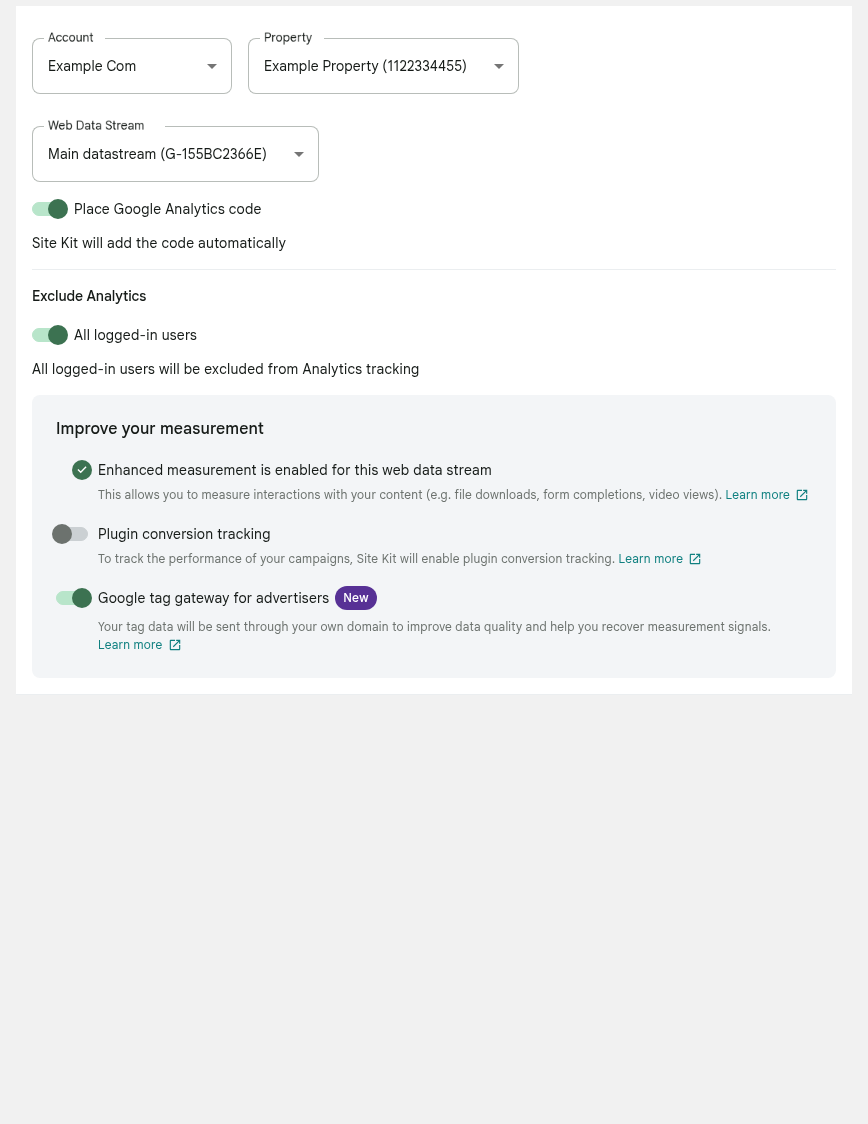 Account
Property
Example Com
Example Property (1122334455)
Web Data Stream
Main datastream (G-155BC2366E)
Place Google Analytics code
Site Kit will add the code automatically
Exclude Analytics
All logged-in users
All logged-in users will be excluded from Analytics tracking
Improve your measurement
Enhanced measurement is enabled for this web data stream
This allows you to measure interactions with your content (e.g. file downloads, form completions, video views). Learn more
Plugin conversion tracking
To track the performance of your campaigns, Site Kit will enable plugin conversion tracking. Learn more
Google tag gateway for advertisers New
Your tag data will be sent through your own domain to improve data quality and help you recover measurement signals.
Learn more